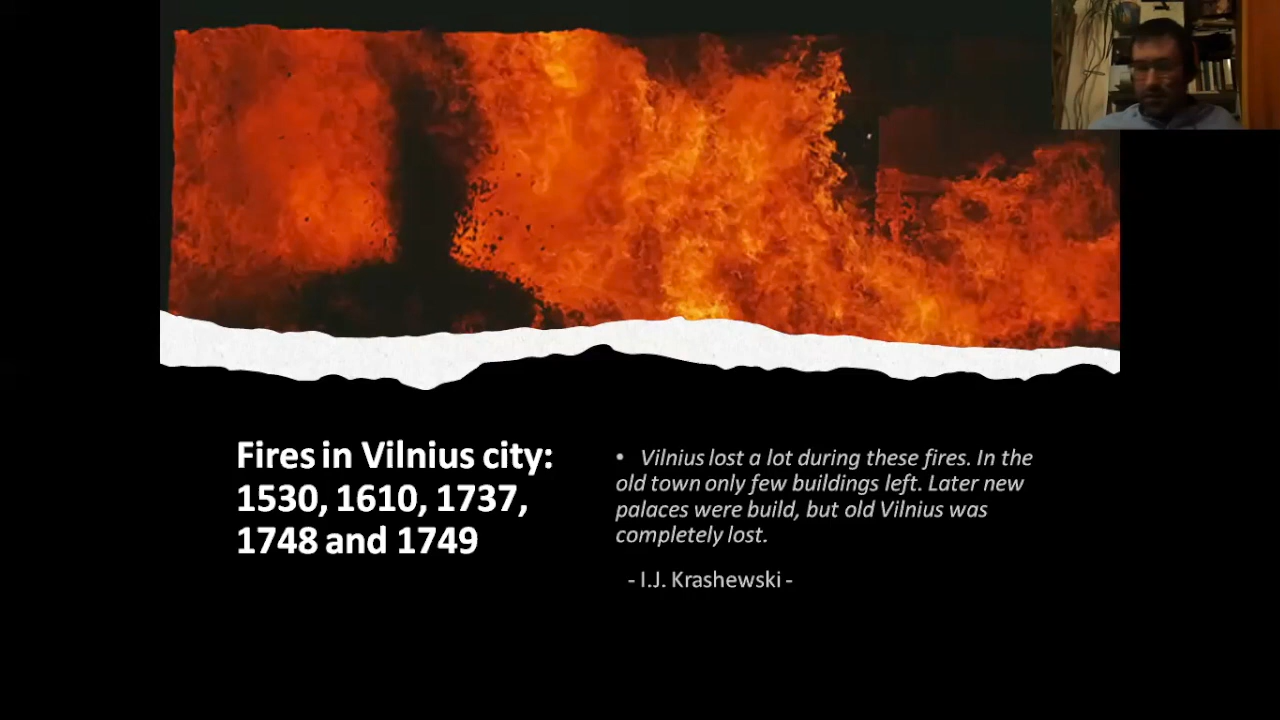 Fires in Vilnius city:
1530, 1610, 1737,
1748 and 1749
• Vilnius lost a lot during these fires. In the
old town only few buildings left. Later new
palaces were build, but old Vilnius was
completely lost.
- I.J. Krashewski -